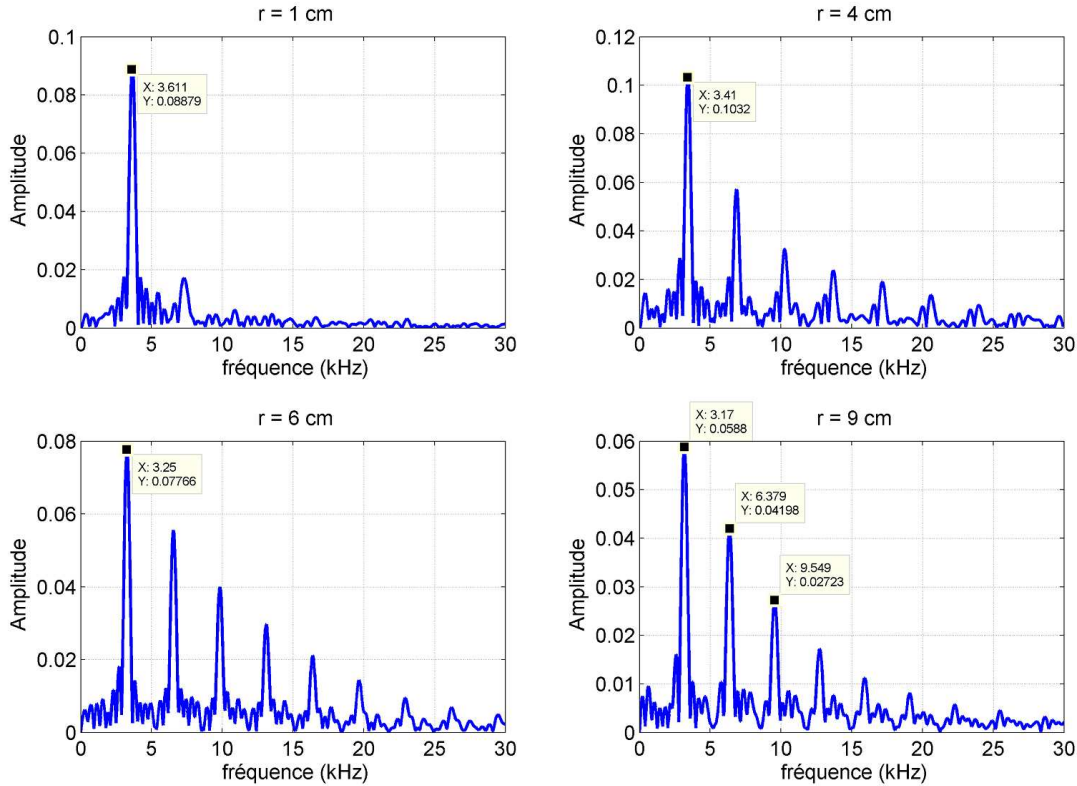 r = 1 cm
0.1
0.08
0.06
0.04
0.02
0
Amplitude
X: 3.611
Y: 0.08879
0 5 10 15 20 25 30
fréquence (kHz)
r = 4 cm
0.12
0.1
0.08
0.06
0.04
0.02
0
Amplitude
X: 3.41
Y: 0.1032
0 5 10 15 20 25 30
fréquence (kHz)
r = 6 cm
0.08
0.06
0.04
0.02
0
Amplitude
X: 3.25
Y: 0.07766
0 5 10 15 20 25 30
fréquence (kHz)
r = 9 cm
0.06
0.05
0.04
0.03
0.02
0.01
0
Amplitude
X: 3.17
Y: 0.0588
X: 6.379
Y: 0.04198
X: 9.549
Y: 0.02723
0 5 10 15 20 25 30
fréquence (kHz)